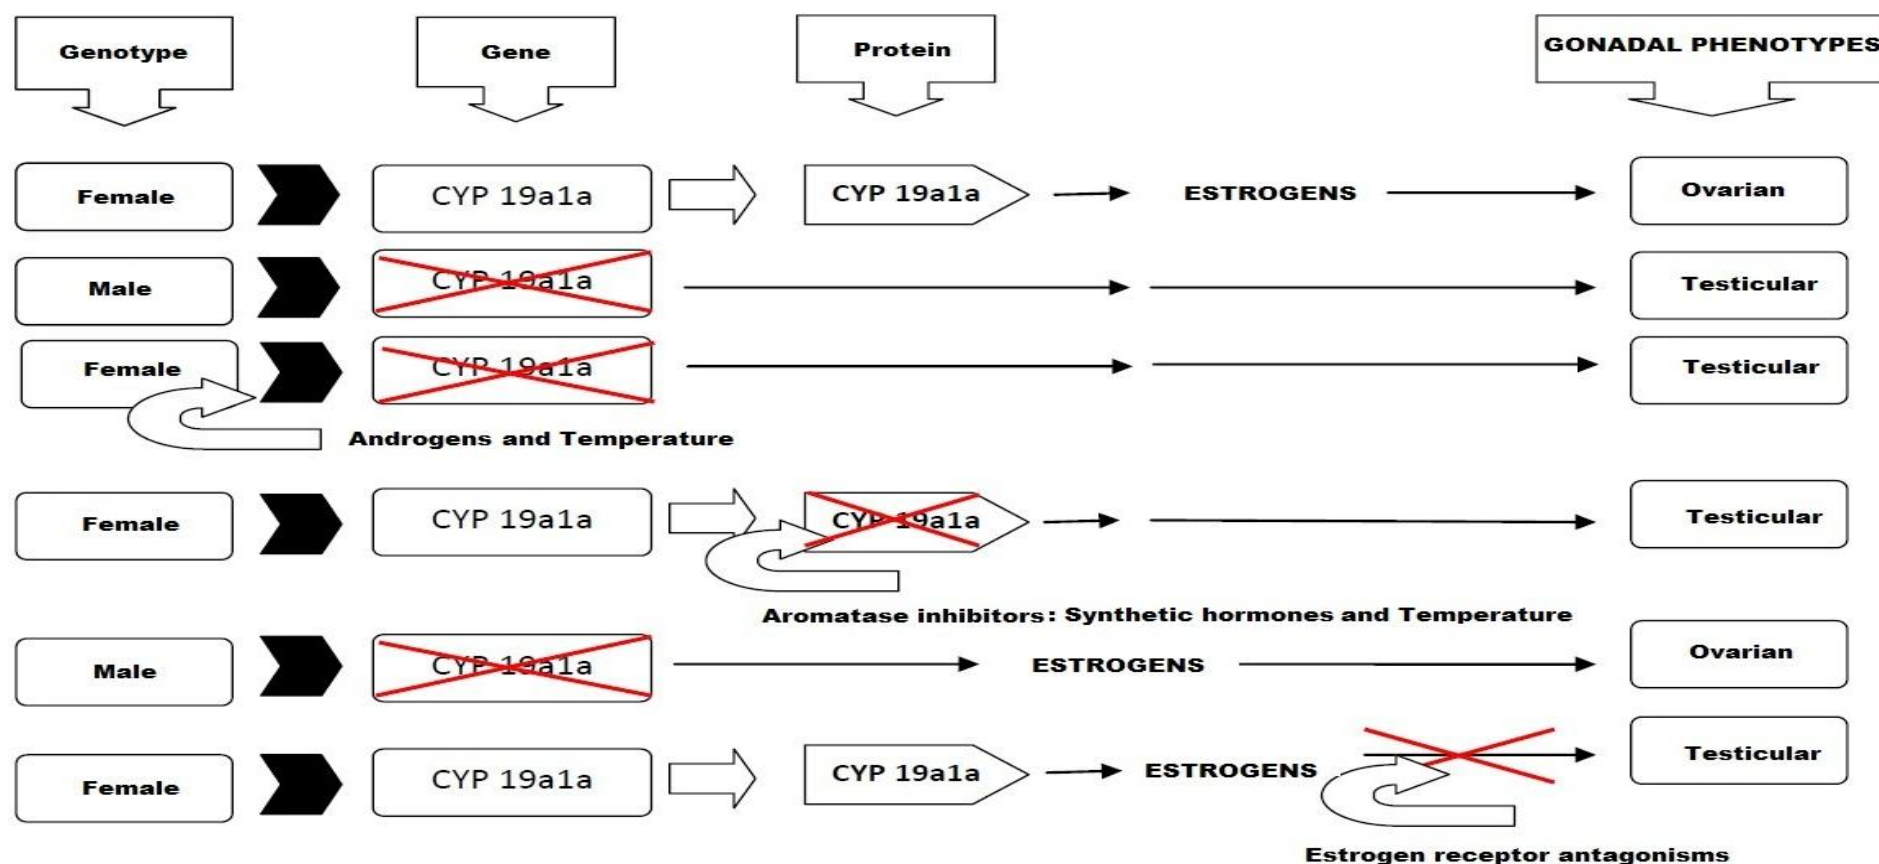 Genotype Gene Protein GONADAL PHENOTYPES
Female CYP 19a1a CYP 19a1a ESTROGENS Ovarian
Male CYP 19a1a Testicular
Female CYP 19a1a Testicular
Androgens and Temperature
Female CYP 19a1a CYP 19a1a Testicular
Aromatase inhibitors: Synthetic hormones and Temperature
Male CYP 19a1a ESTROGENS Ovarian
Female CYP 19a1a CYP 19a1a ESTROGENS Testicular
Estrogen receptor antagonisms